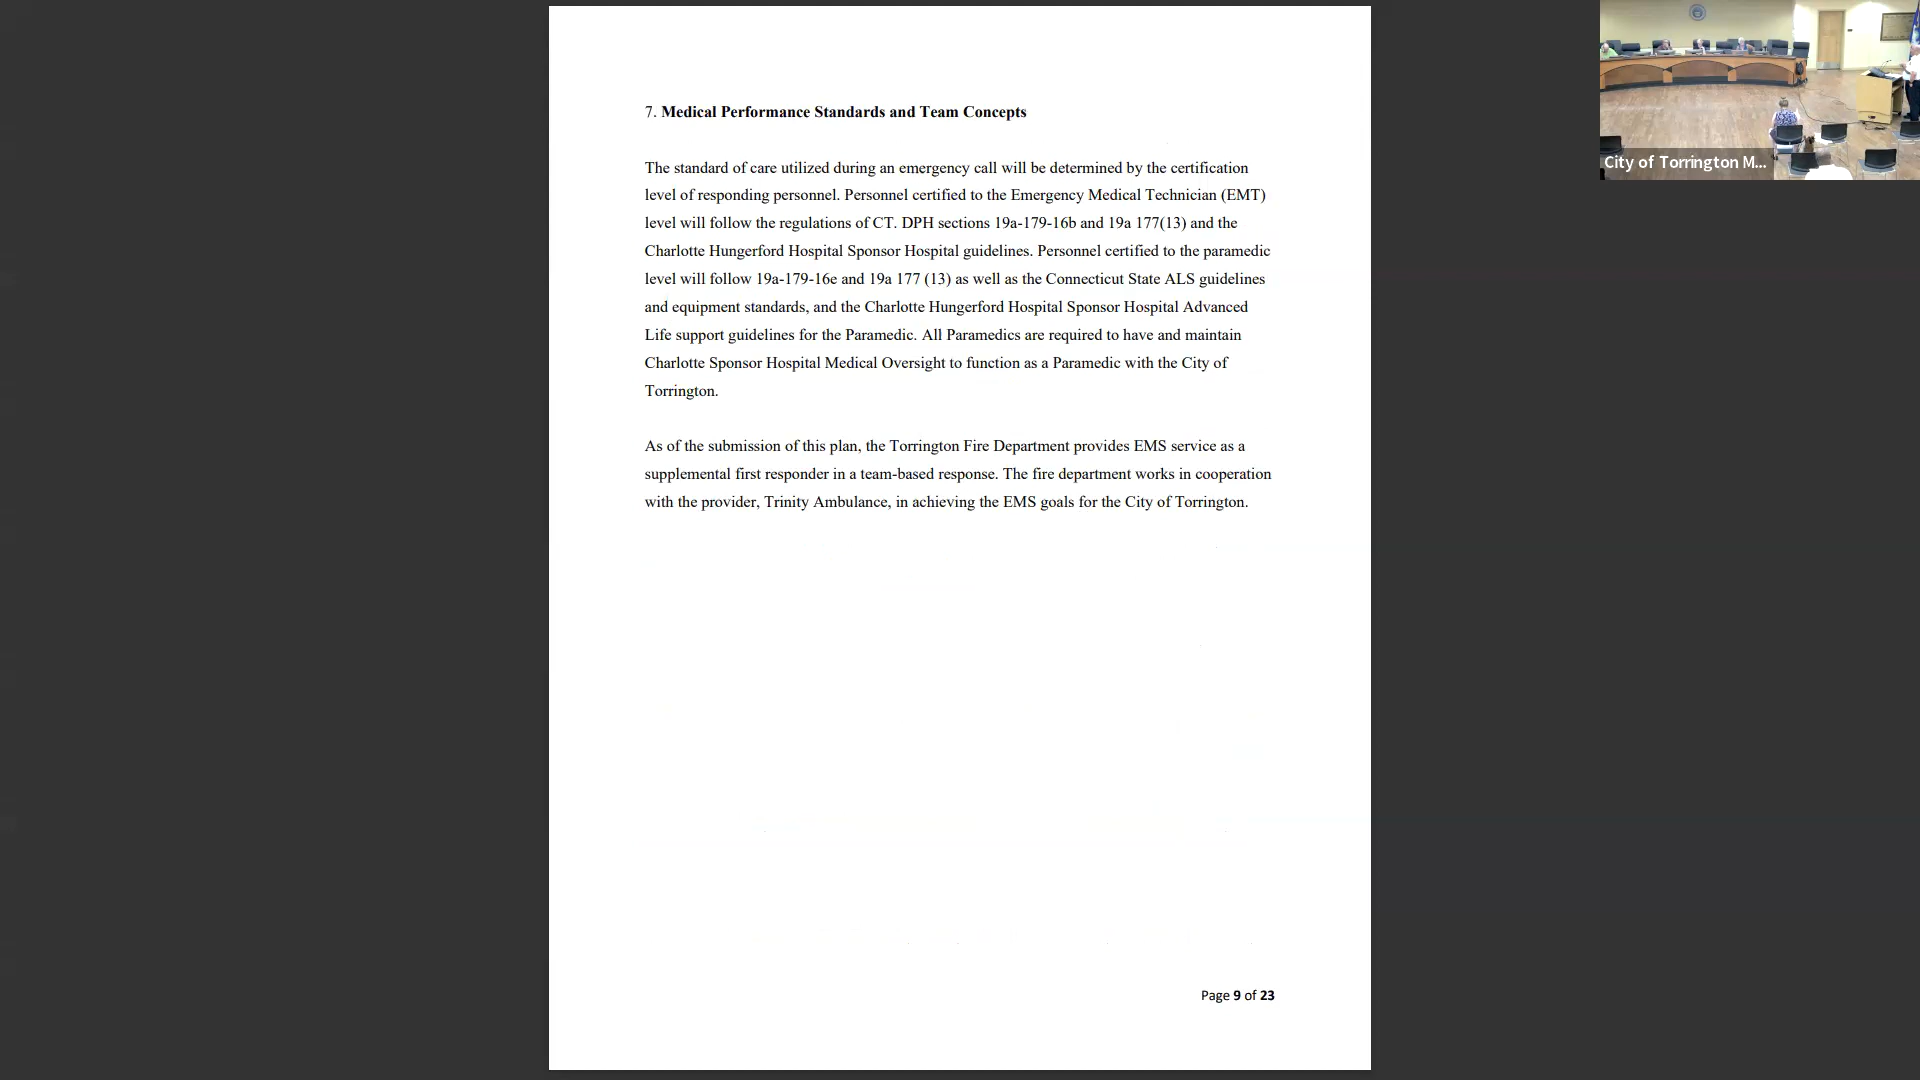 7. Medical Performance Standards and Team Concepts
The standard of care utilized during an emergency call will be determined by the certification
level of responding personnel. Personnel certified to the Emergency Medical Technician (EMT)
level will follow the regulations of CT. DPH sections 19a-179-16b and 19a 177(13) and the
Charlotte Hungerford Hospital Sponsor Hospital guidelines. Personnel certified to the paramedic
level will follow 19a-179-16e and 19a 177 (13) as well as the Connecticut State ALS guidelines
and equipment standards, and the Charlotte Hungerford Hospital Sponsor Hospital Advanced
Life support guidelines for the Paramedic. All Paramedics are required to have and maintain
Charlotte Sponsor Hospital Medical Oversight to function as a Paramedic with the City of
Torrington.
As of the submission of this plan, the Torrington Fire Department provides EMS service as a
supplemental first responder in a team-based response. The fire department works in cooperation
with the provider, Trinity Ambulance, in achieving the EMS goals for the City of Torrington.
Page 9 of 23
City of Torrington M...